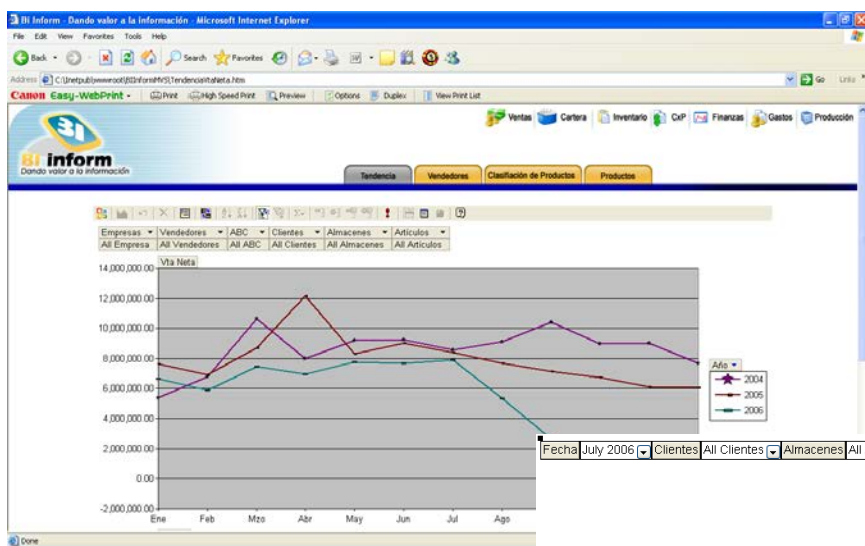 BI Inform - Dando valor a la información - Microsoft Internet Explorer
File Edit View Favorites Tools Help
Back Search Favorites
Address C:\Inetpub\wwwroot\BIInformMVS\TendenciaVtaNeta.htm Go Links
Canon Easy-WebPrint Print High Speed Print Preview Options Duplex View Print List
Ventas Cartera Inventario CxP Finanzas Gastos Producción
BI inform
Dando valor a la información
Tendencia Vendedores Clasifiación de Productos Productos
Empresas Vendedores ABC Clientes Almacenes Artículos
All Empresa All Vendedores All ABC All Clientes All Almacenes All Artículos
Vta Neta
14,000,000.00
12,000,000.00
10,000,000.00
8,000,000.00
6,000,000.00
4,000,000.00
2,000,000.00
0.00
-2,000,000.00
Ene Feb Mzo Abr May Jun Jul Ago
Año
2004
2005
2006
Fecha July 2006 Clientes All Clientes Almacenes All
Done